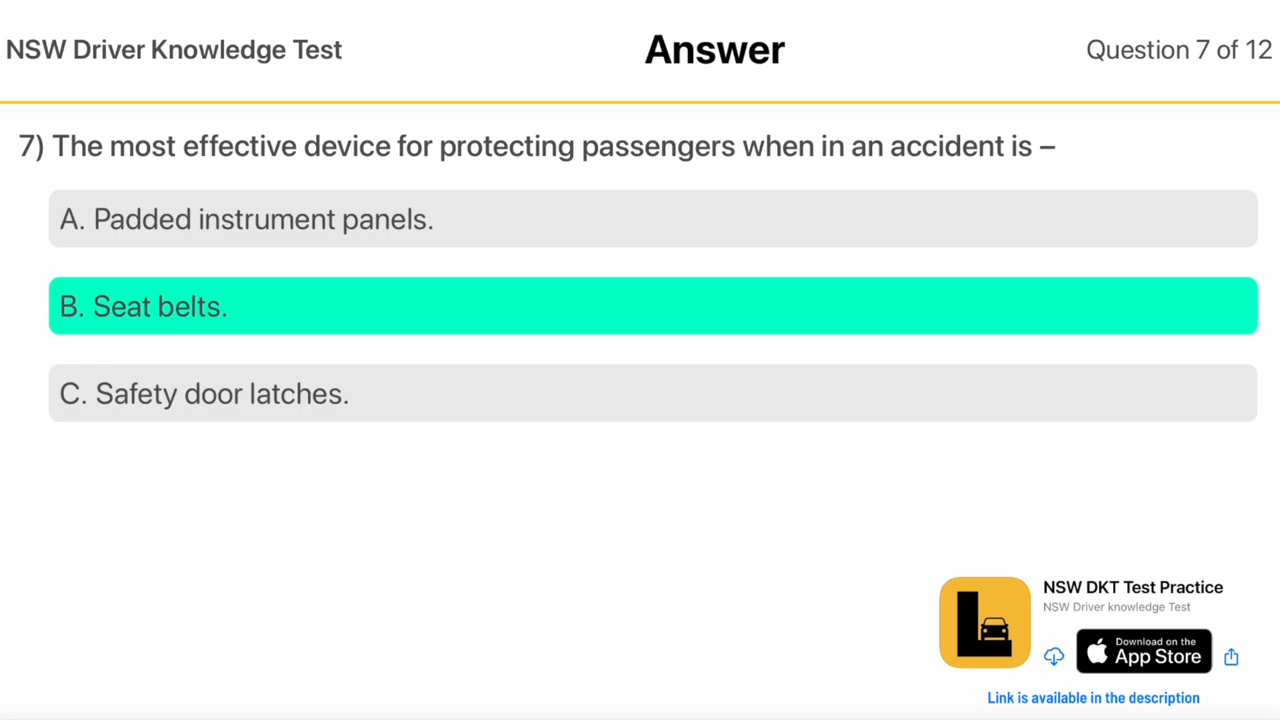 NSW Driver Knowledge Test
Answer
Question 7 of 12
7) The most effective device for protecting passengers when in an accident is –
A. Padded instrument panels.
B. Seat belts.
C. Safety door latches.
NSW DKT Test Practice
NSW Driver knowledge Test
Download on the
App Store
Link is available in the description